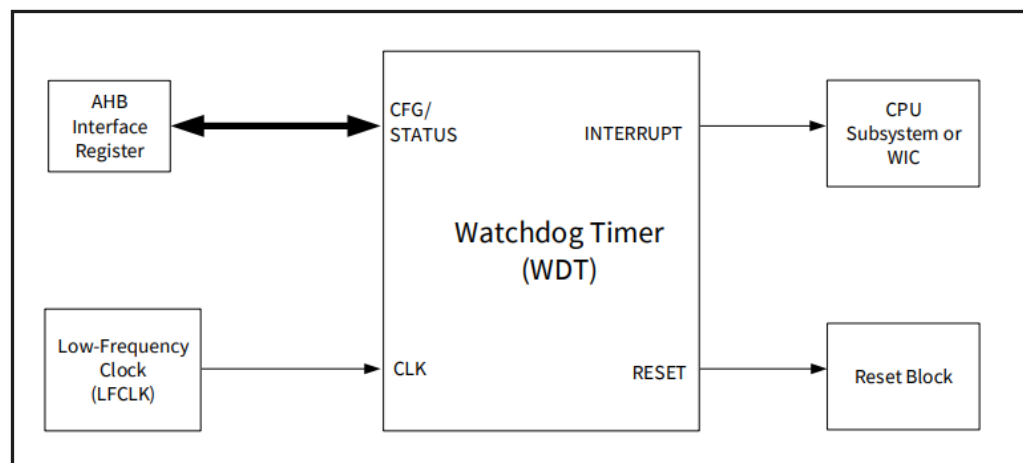 AHB
Interface
Register
CFG/
STATUS
INTERRUPT
CPU
Subsystem or
WIC
Watchdog Timer
(WDT)
Low-Frequency
Clock
(LFCLK)
CLK
RESET
Reset Block